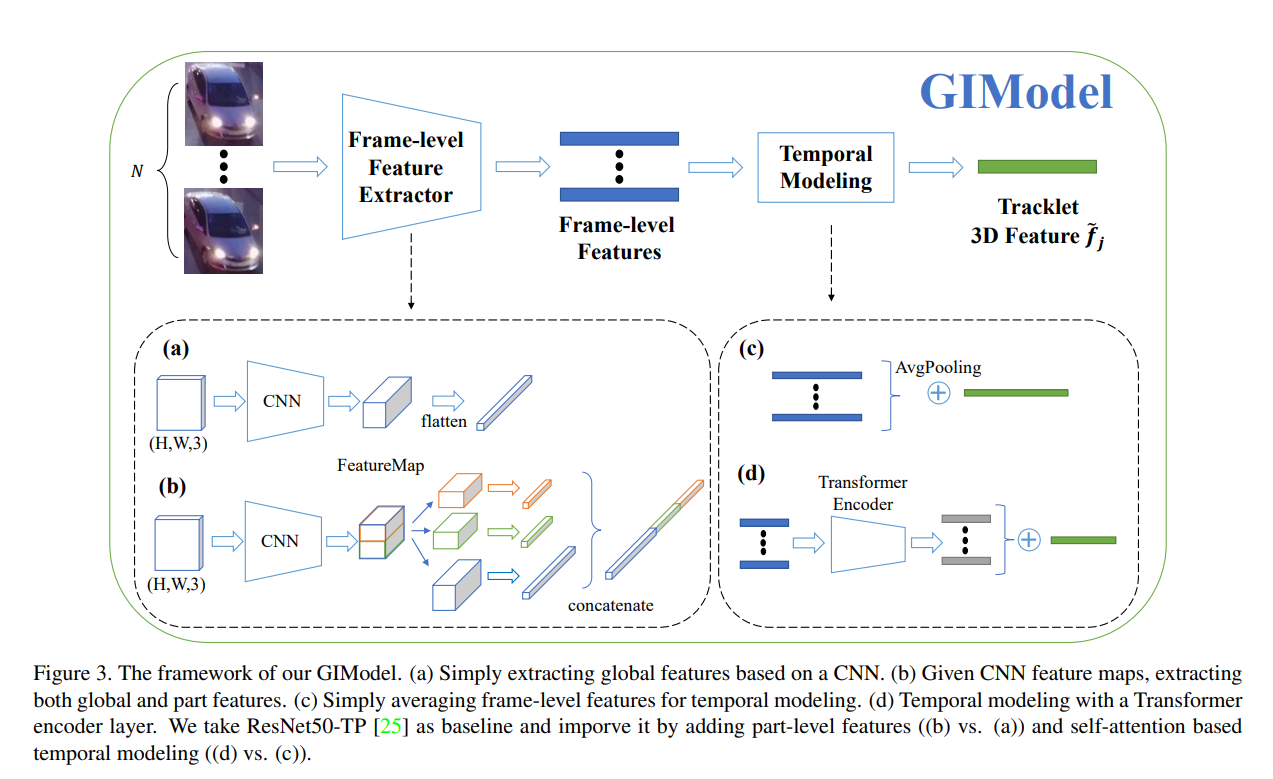 GIModel
N
Frame-level
Feature
Extractor
Frame-level
Features
Temporal
Modeling
Tracklet
3D Feature f̃ⱼ
(a)
(H,W,3)
CNN
flatten
(b)
(H,W,3)
CNN
FeatureMap
concatenate
(c)
AvgPooling
(d)
Transformer
Encoder
Figure 3. The framework of our GIModel. (a) Simply extracting global features based on a CNN. (b) Given CNN feature maps, extracting
both global and part features. (c) Simply averaging frame-level features for temporal modeling. (d) Temporal modeling with a Transformer
encoder layer. We take ResNet50-TP [25] as baseline and imporve it by adding part-level features ((b) vs. (a)) and self-attention based
temporal modeling ((d) vs. (c)).